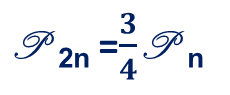 𝒫₂ₙ = 3/4 𝒫ₙ